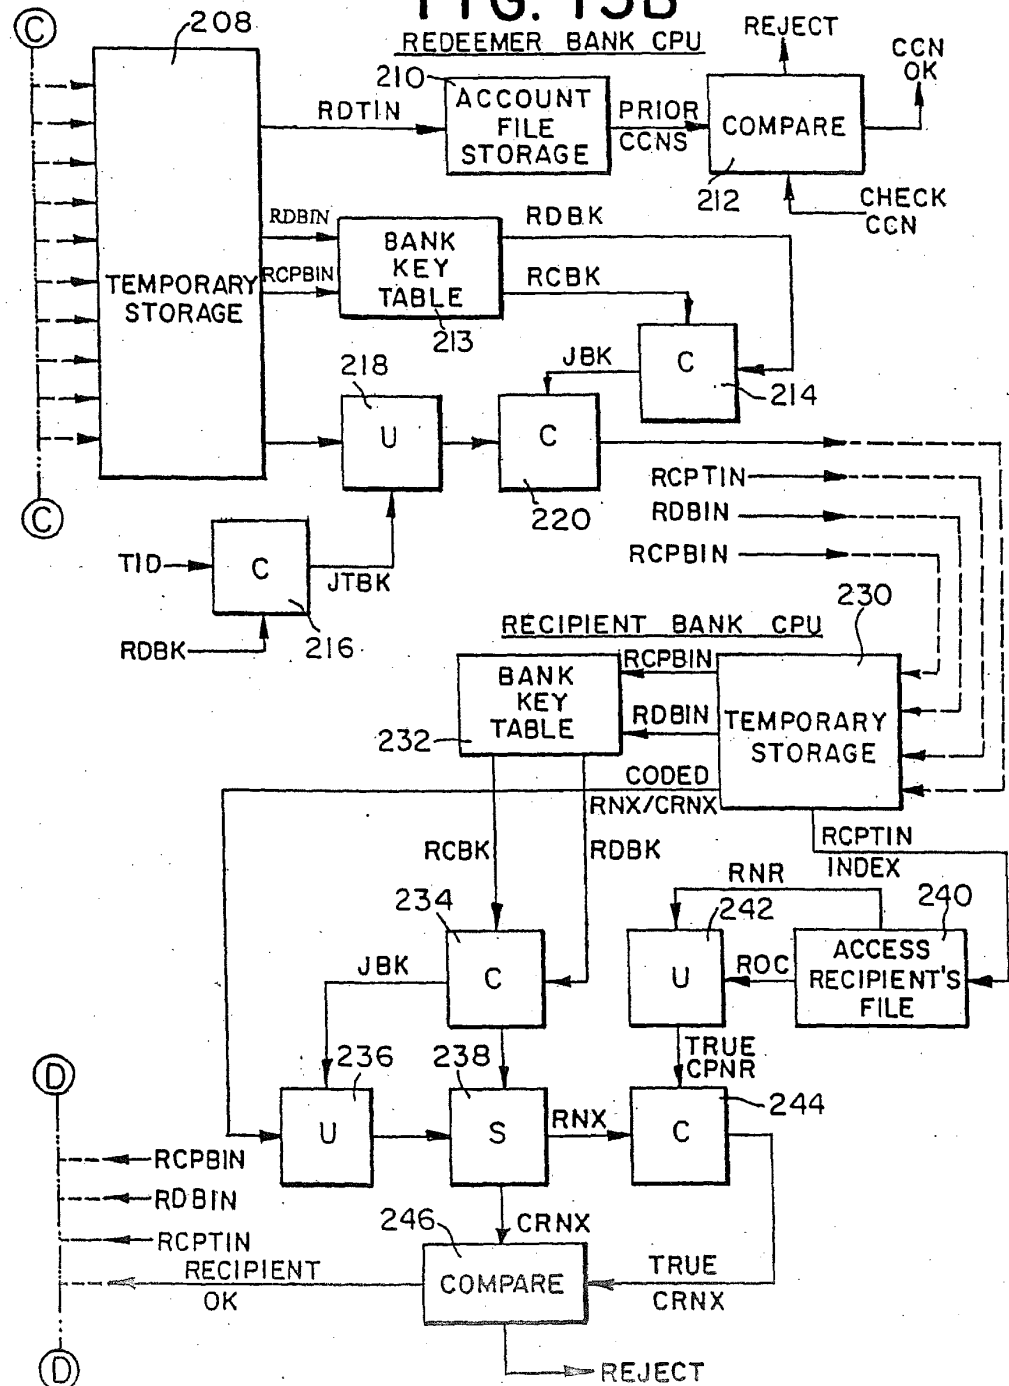 FIG. 13B
REDEEMER BANK CPU
C
208
REJECT
CCN
OK
210
ACCOUNT
FILE
STORAGE
RDTIN
PRIOR
CCNS
COMPARE
212
CHECK
CCN
RDBIN
RCPBIN
BANK
KEY
TABLE
213
RDBK
RCBK
TEMPORARY
STORAGE
JBK
C
214
218
U
C
220
RCPTIN
RDBIN
RCPBIN
C
TID
C
JTBK
216
RDBK
230
RECIPIENT BANK CPU
BANK
KEY
TABLE
232
RCPBIN
RDBIN
TEMPORARY
STORAGE
CODED
RNX/CRNX
RCPTIN
INDEX
RCBK
RDBK
RNR
234
242
240
JBK
C
U
ROC
ACCESS
RECIPIENT'S
FILE
TRUE
CPNR
D
236
238
244
U
S
RNX
C
RCPBIN
RDBIN
RCPTIN
CRNX
246
RECIPIENT
OK
COMPARE
TRUE
CRNX
REJECT
D